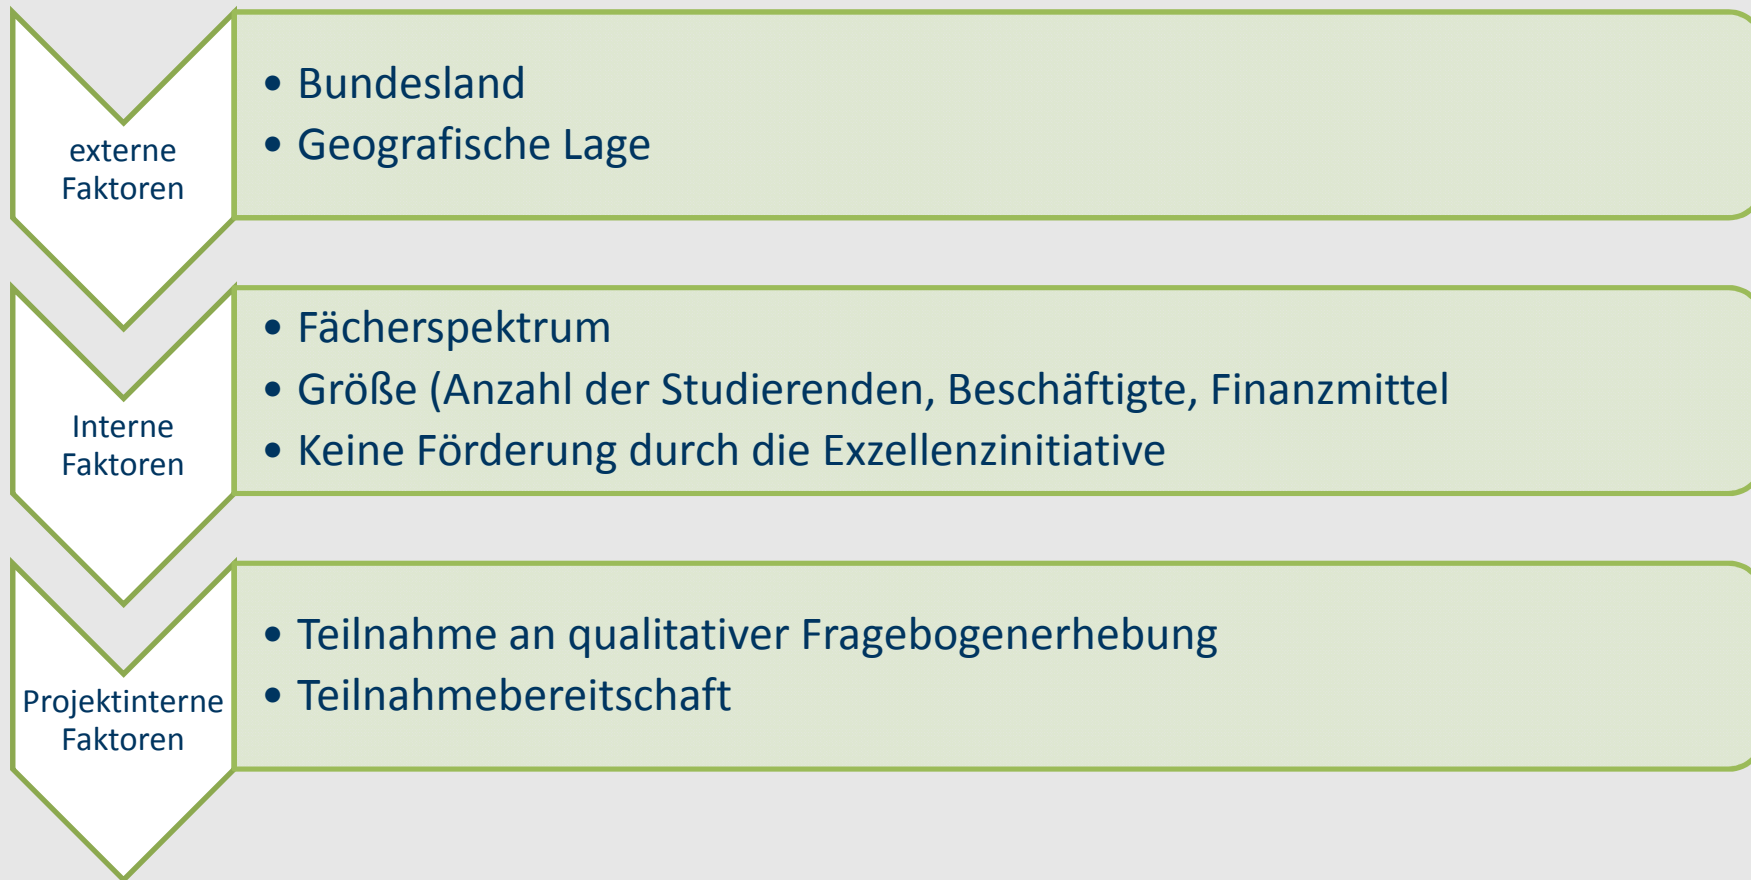 externe
Faktoren
• Bundesland
• Geografische Lage
Interne
Faktoren
• Fächerspektrum
• Größe (Anzahl der Studierenden, Beschäftigte, Finanzmittel
• Keine Förderung durch die Exzellenzinitiative
Projektinterne
Faktoren
• Teilnahme an qualitativer Fragebogenerhebung
• Teilnahmebereitschaft